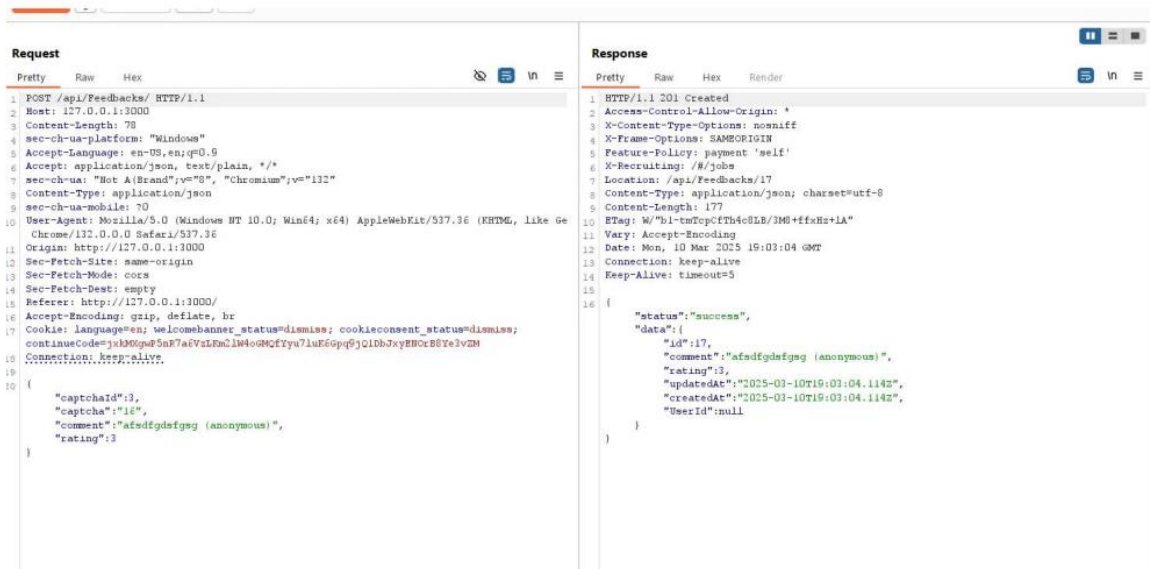 Request
Pretty Raw Hex
\n
1 POST /api/Feedbacks/ HTTP/1.1
2 Host: 127.0.0.1:3000
3 Content-Length: 78
4 sec-ch-ua-platform: "Windows"
5 Accept-Language: en-US,en;q=0.9
6 Accept: application/json, text/plain, */*
7 sec-ch-ua: "Not A(Brand";v="8", "Chromium";v="132"
8 Content-Type: application/json
9 sec-ch-ua-mobile: ?0
10 User-Agent: Mozilla/5.0 (Windows NT 10.0; Win64; x64) AppleWebKit/537.36 (KHTML, like Ge
Chrome/132.0.0.0 Safari/537.36
11 Origin: http://127.0.0.1:3000
12 Sec-Fetch-Site: same-origin
13 Sec-Fetch-Mode: cors
14 Sec-Fetch-Dest: empty
15 Referer: http://127.0.0.1:3000/
16 Accept-Encoding: gzip, deflate, br
17 Cookie: language=en; welcomebanner_status=dismiss; cookieconsent_status=dismiss;
18 Connection: keep-alive
19
20 {
"captchaId":3,
"captcha":"16",
"comment":"afsdfgdsfgsg (anonymous)",
"rating":3
}
Response
Pretty Raw Hex Render
\n
1 HTTP/1.1 201 Created
2 Access-Control-Allow-Origin: *
3 X-Content-Type-Options: nosniff
4 X-Frame-Options: SAMEORIGIN
5 Feature-Policy: payment 'self'
6 X-Recruiting: /#/jobs
7 Location: /api/Feedbacks/17
8 Content-Type: application/json; charset=utf-8
9 Content-Length: 177
10 ETag:
11 Vary: Accept-Encoding
12 Date: Mon, 10 Mar 2025 19:03:04 GMT
13 Connection: keep-alive
14 Keep-Alive: timeout=5
15
16 {
"status":"success",
"data":{
"id":17,
"comment":"afsdfgdsfgsg (anonymous)",
"rating":3,
"updatedAt":"2025-03-10T19:03:04.114Z",
"createdAt":"2025-03-10T19:03:04.114Z",
"UserId":null
}
}